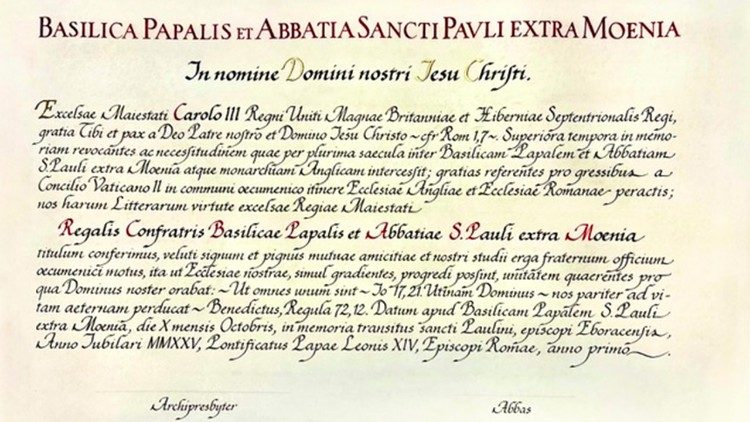 BASILICA PAPALIS ET ABBATIA SANCTI PAVLI EXTRA MOENIA
In nomine Domini nostri Iesu Christi.
Excelsae Maiestati Carolo III Regni Uniti Magnae Britanniae et Hiberniae Septentrionalis Regi,
gratia Tibi et pax a Deo Patre nostro et Domino Iesu Christo ~ cfr Rom 1,7 ~. Superiora tempora in memo-
riam revocantes ac necessitudinem quae per plurima saecula inter Basilicam Papalem et Abbatiam
S. Pauli extra Moenia atque monarchiam Anglicam intercessit; gratias referentes pro gressibus a
Concilio Vaticano II in communi oecumenico itinere Ecclesiae Angliae et Ecclesiae Romanae peractis;
nos harum Litterarum virtute excelsae Regiae Maiestati
Regalis Confratris Basilicae Papalis et Abbatiae S. Pauli extra Moenia
titulum conferimus, veluti signum et pignus mutuae amicitiae et nostri studii erga fraternum officium
oecumenici motus, ita ut Ecclesiae nostrae, simul gradientes, progredi possint, unitatem quaerentes pro
qua Dominus noster orabat: ~ Ut omnes unum sint ~ Io 17,21. Utinam Dominus ~ nos pariter ad vi-
tam aeternam perducat ~ Benedictus, Regula 72,12. Datum apud Basilicam Papalem S. Pauli
extra Moenia, die X mensis Octobris, in memoria transitus sancti Paulini, episcopi Eboracensis,
Anno Iubilari MMXXV, Pontificatus Papae Leonis XIV, Episcopi Romae, anno primo.
Archipresbyter Abbas